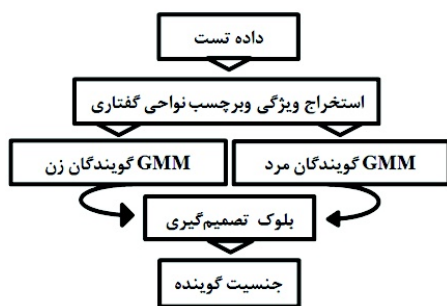 داده تست
استخراج ویژگی وبرچسب نواحی گفتاری
GMM گویندگان مرد
GMM گویندگان زن
بلوک تصمیم‌گیری
جنسیت گوینده